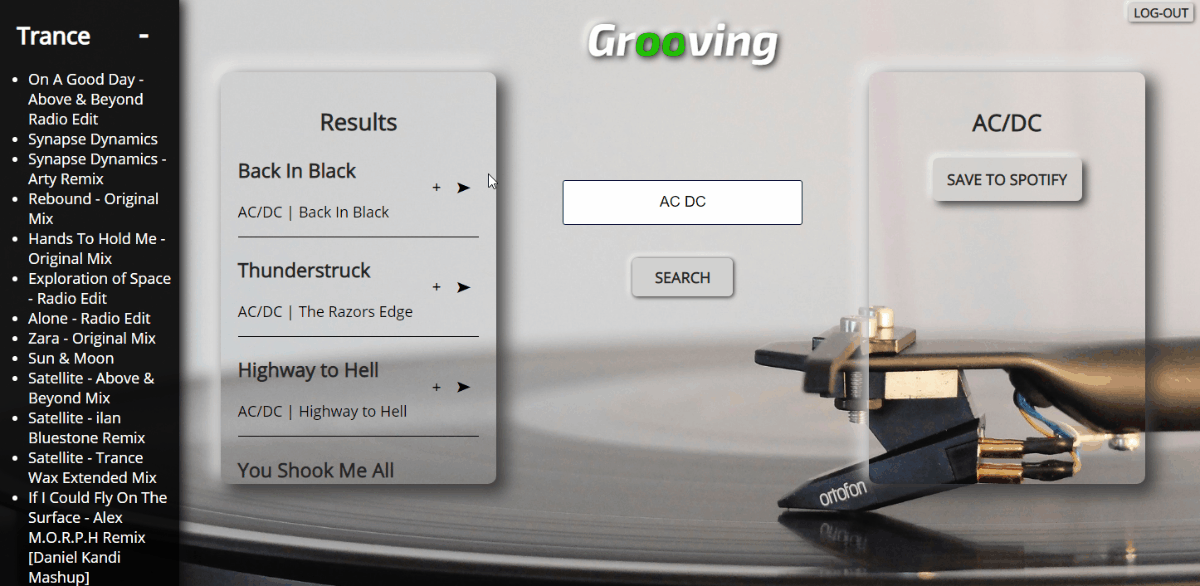 Trance -
On A Good Day -
Above & Beyond
Radio Edit
Synapse Dynamics
Synapse Dynamics -
Arty Remix
Rebound - Original
Mix
Hands To Hold Me -
Original Mix
Exploration of Space
- Radio Edit
Alone - Radio Edit
Zara - Original Mix
Sun & Moon
Satellite - Above &
Beyond Mix
Satellite - ilan
Bluestone Remix
Satellite - Trance
Wax Extended Mix
If I Could Fly On The
Surface - Alex
M.O.R.P.H Remix
[Daniel Kandi
Mashup]
Grooving
LOG-OUT
Results
Back In Black
+ ➤
AC/DC | Back In Black
Thunderstruck
+ ➤
AC/DC | The Razors Edge
Highway to Hell
+ ➤
AC/DC | Highway to Hell
You Shook Me All
AC DC
SEARCH
AC/DC
SAVE TO SPOTIFY
ortofon